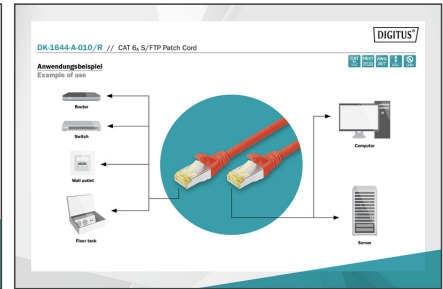 DIGITUS®
DK-1644-A-010/R // CAT 6A S/FTP Patch Cord
Anwendungsbeispiel
Example of use
Router
Switch
Wall outlet
Floor tank
Computer
Server